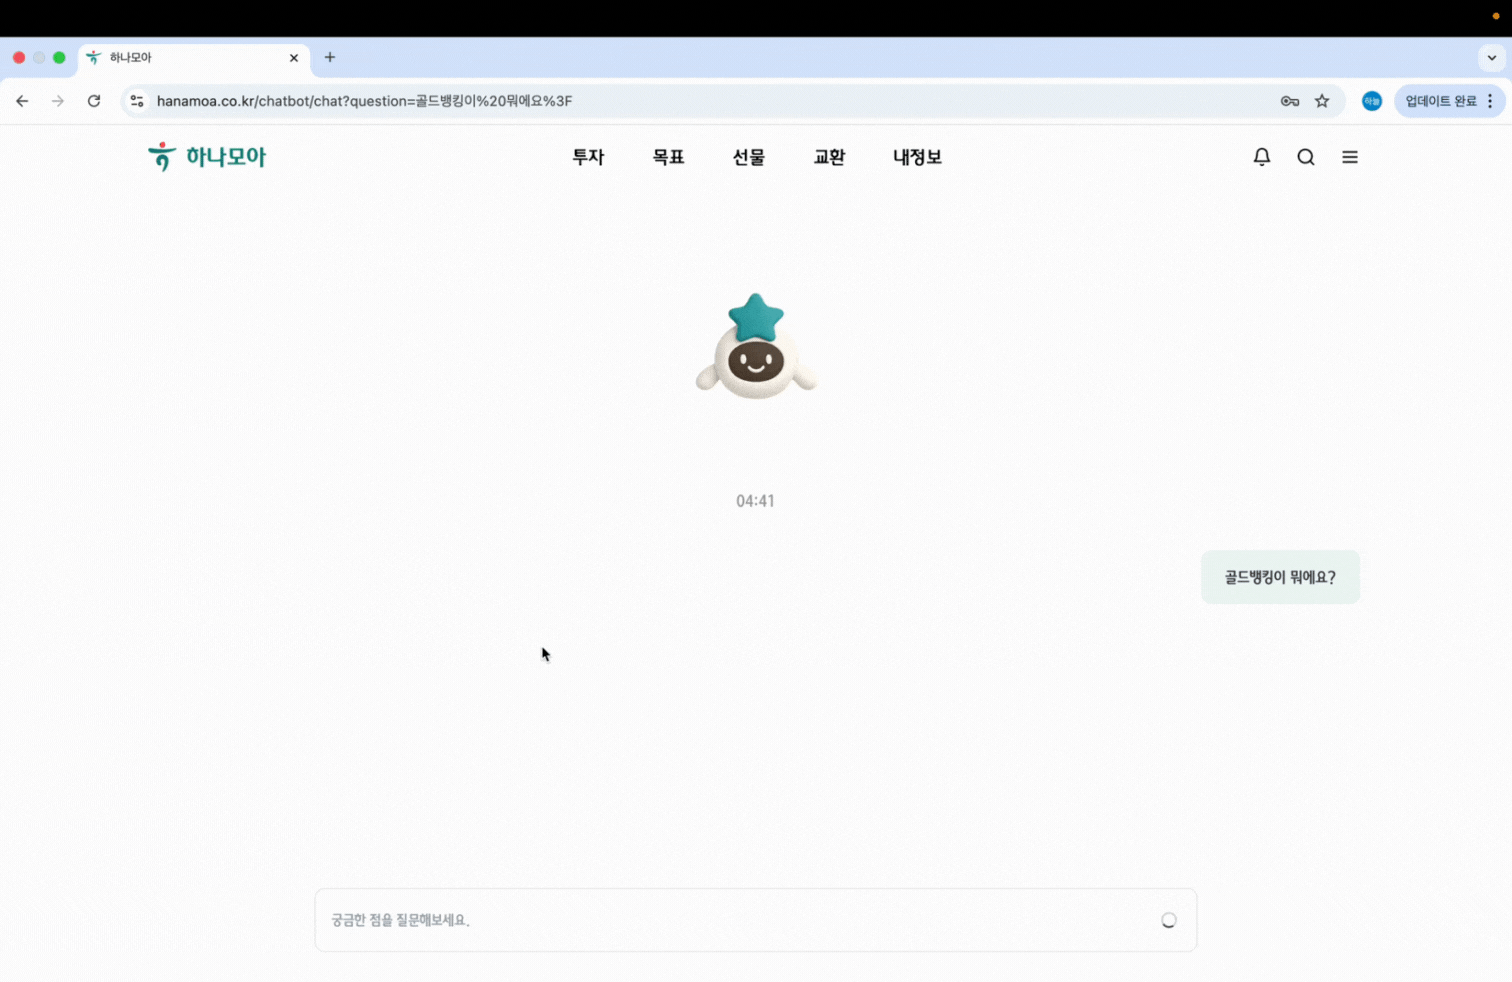 하나모아
hanamoa.co.kr/chatbot/chat?question=골드뱅킹이%20뭐에요%3F
하늘
업데이트 완료
하나모아
투자
목표
선물
교환
내정보
04:41
골드뱅킹이 뭐에요?
궁금한 점을 질문해보세요.